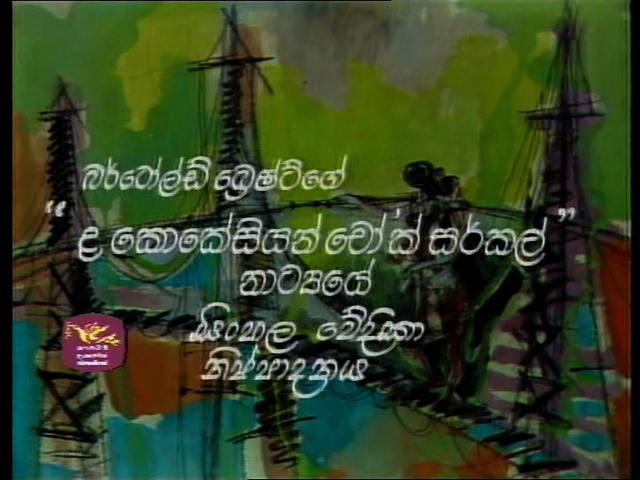 බර්තෝල්ඩ් බ්‍රෙෂ්ට්ගේ
“ ද කොකේසියන් චෝ'ක් සර්කල් ”
නාට්‍යයේ
සිංහල වේදිකා
නිෂ්පාදනය